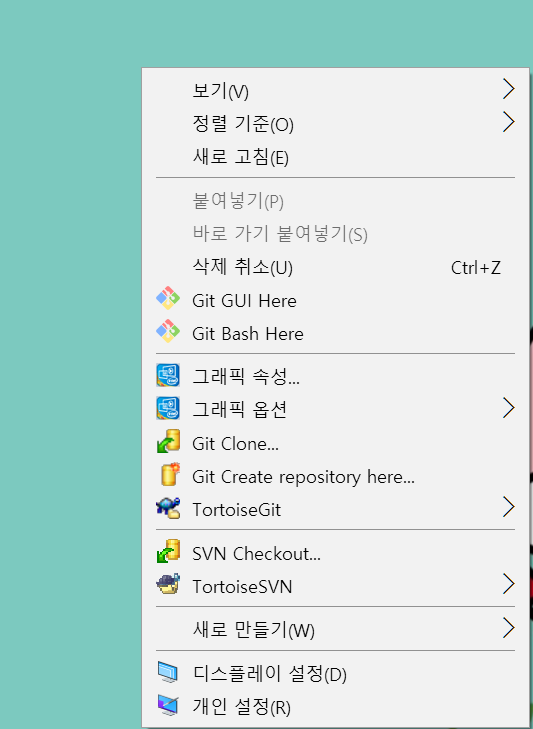 보기(V)
정렬 기준(O)
새로 고침(E)
붙여넣기(P)
바로 가기 붙여넣기(S)
삭제 취소(U) Ctrl+Z
Git GUI Here
Git Bash Here
그래픽 속성...
그래픽 옵션
Git Clone...
Git Create repository here...
TortoiseGit
SVN Checkout...
TortoiseSVN
새로 만들기(W)
디스플레이 설정(D)
개인 설정(R)